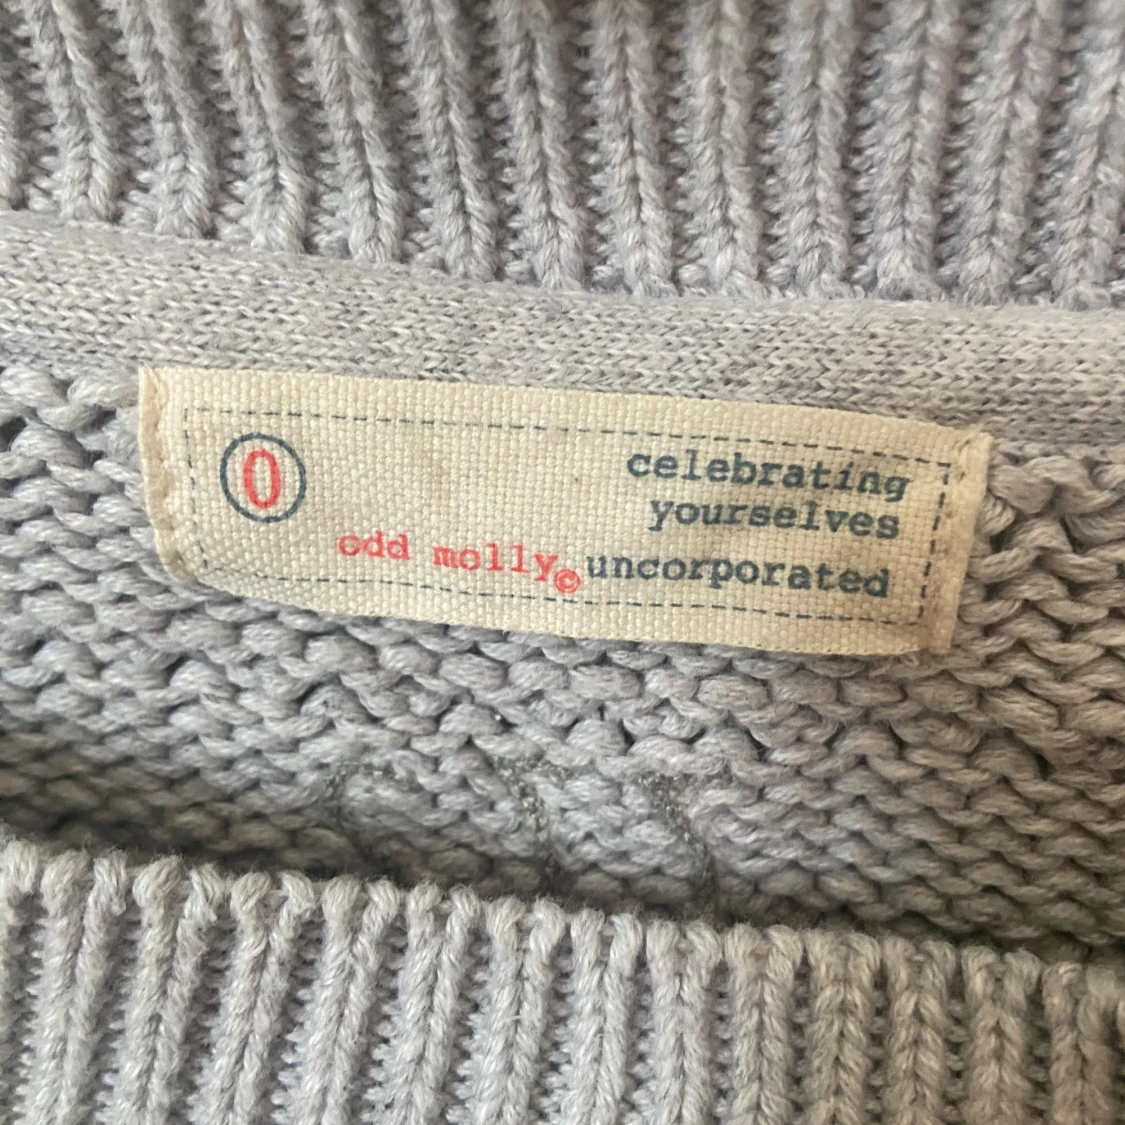 0
celebrating
yourselves
odd molly© uncorporated